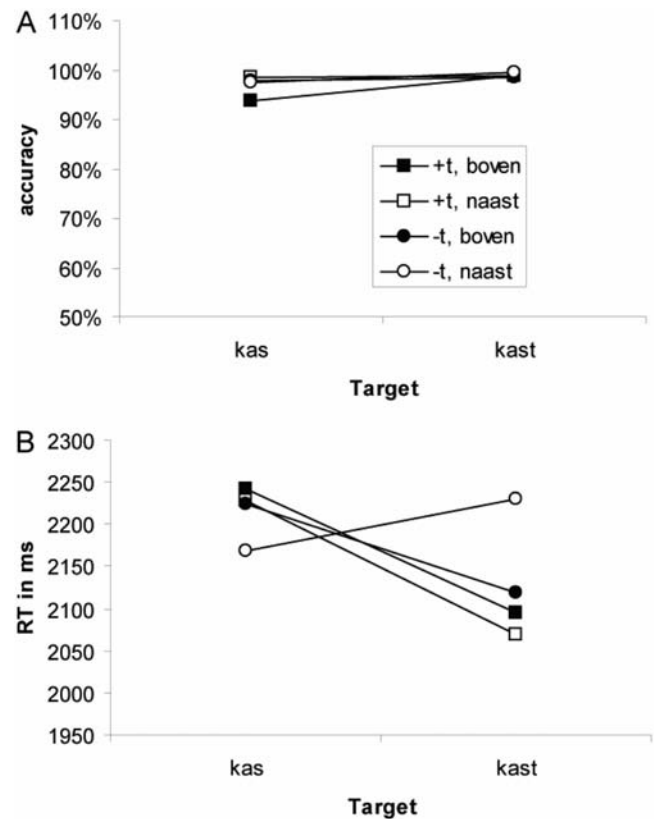 A
110%
100%
90%
80%
70%
60%
50%
accuracy
+t, boven
+t, naast
-t, boven
-t, naast
kas kast
Target
B
2300
2250
2200
2150
2100
2050
2000
1950
RT in ms
kas kast
Target